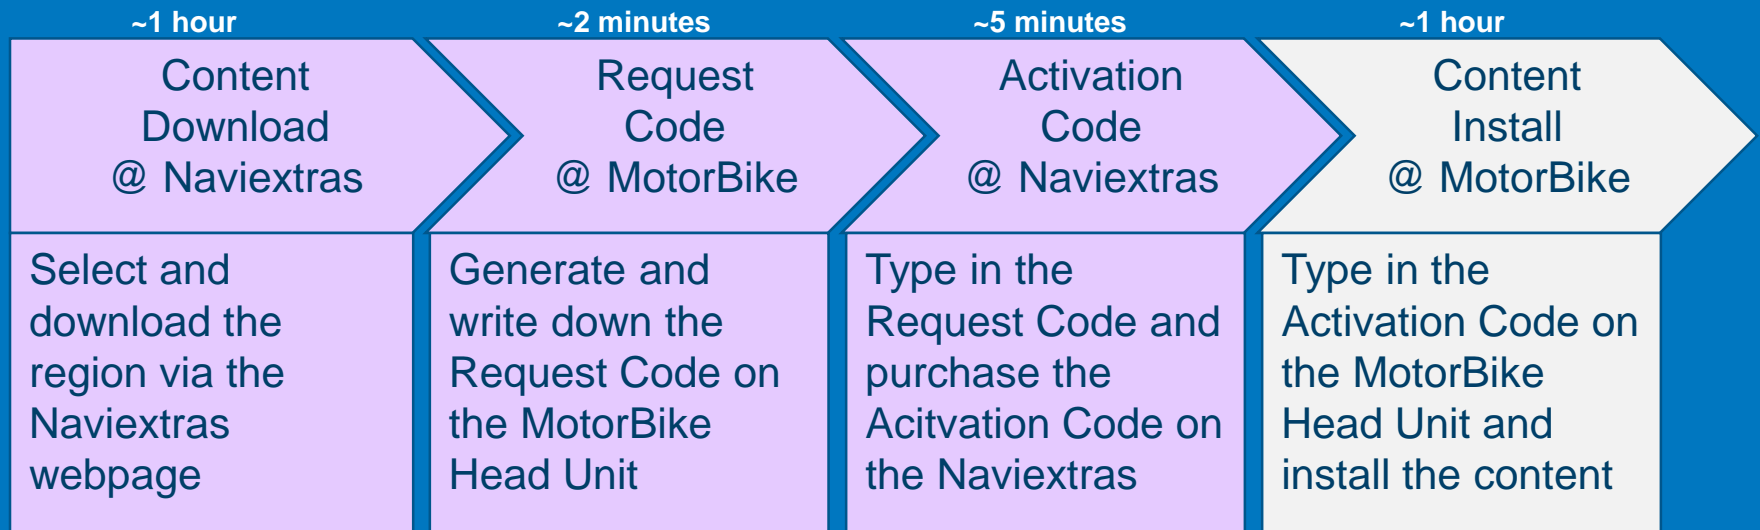 ~1 hour
Content
Download
@ Naviextras
Select and
download the
region via the
Naviextras
webpage
~2 minutes
Request
Code
@ MotorBike
Generate and
write down the
Request Code on
the MotorBike
Head Unit
~5 minutes
Activation
Code
@ Naviextras
Type in the
Request Code and
purchase the
Acitvation Code on
the Naviextras
~1 hour
Content
Install
@ MotorBike
Type in the
Activation Code on
the MotorBike
Head Unit and
install the content